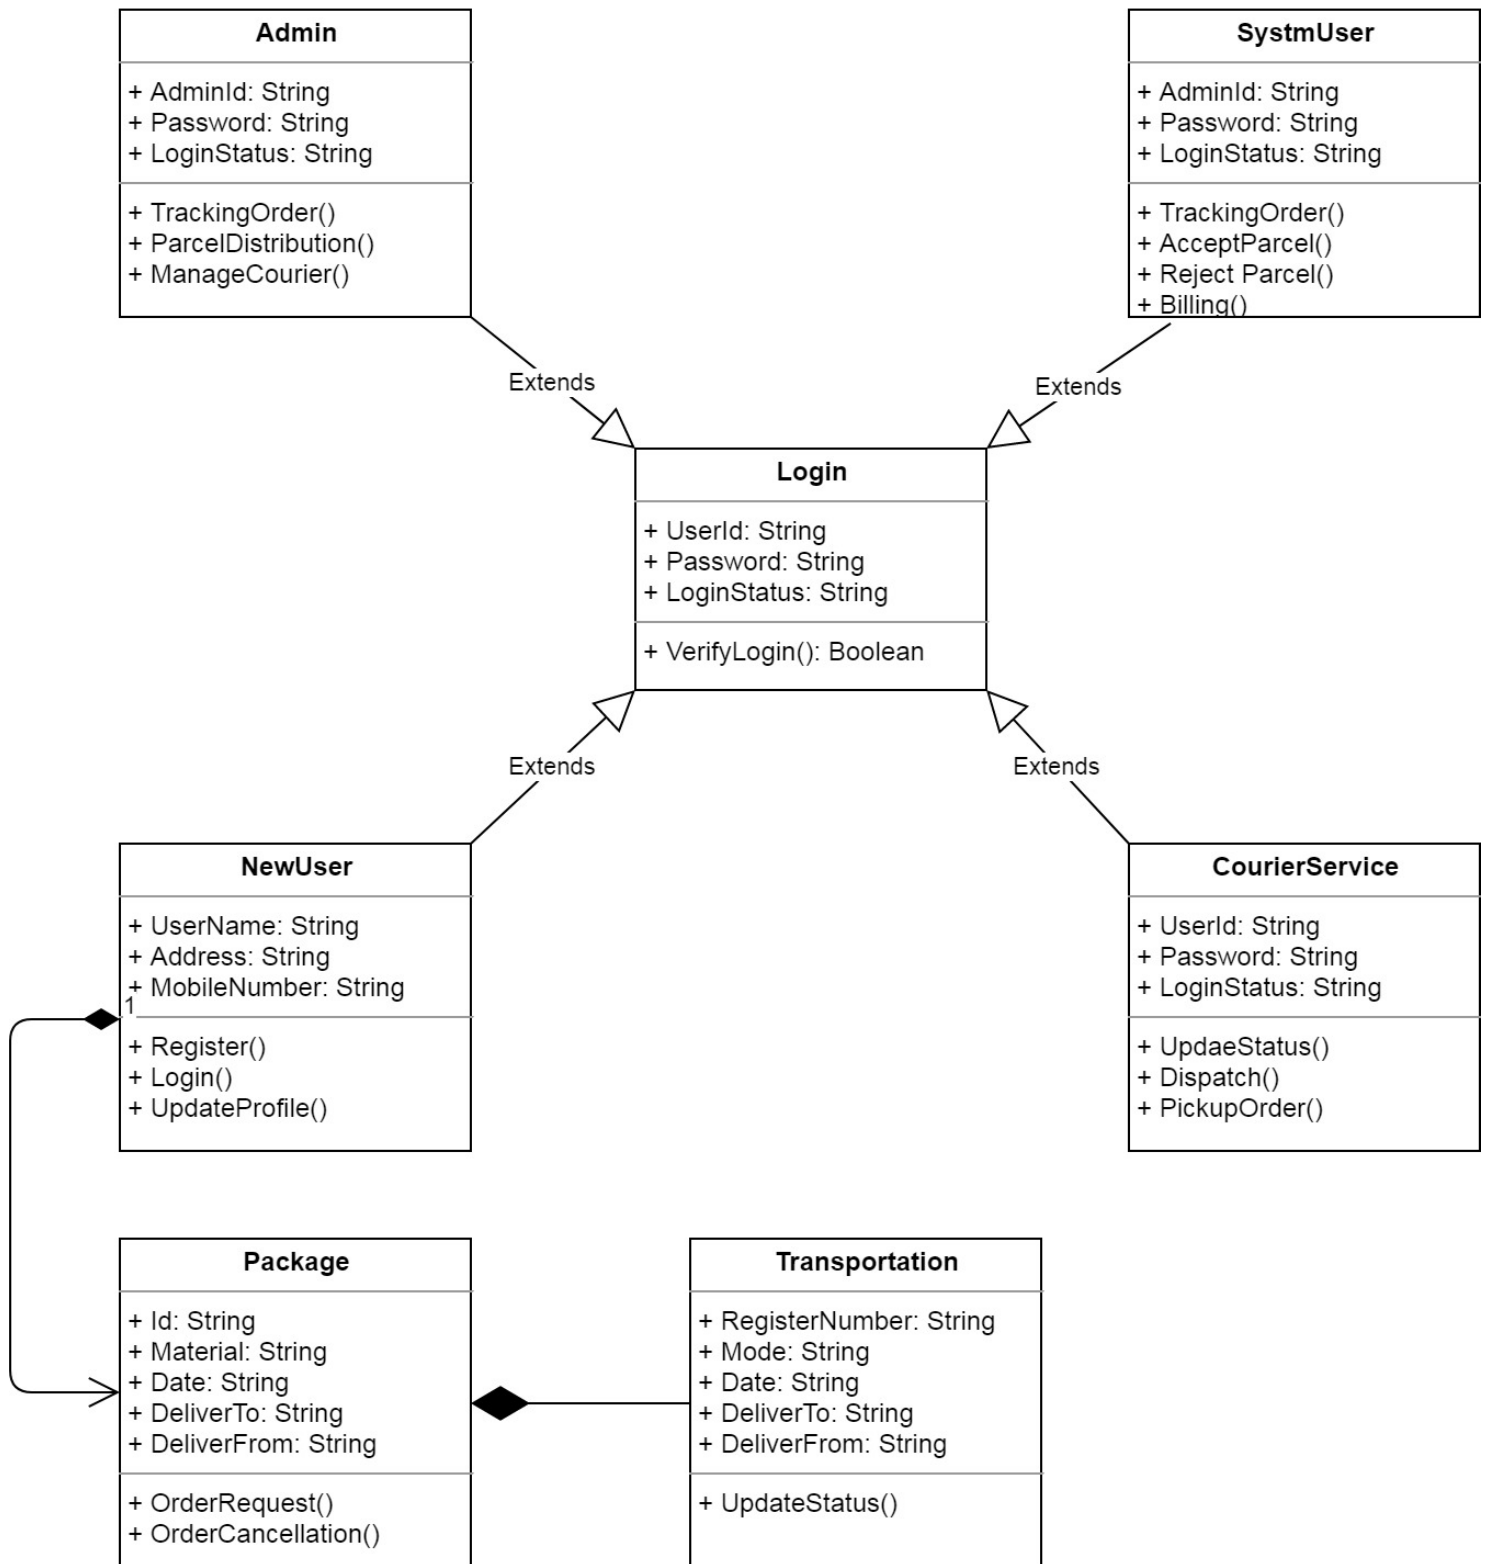 Admin
+ AdminId: String
+ Password: String
+ LoginStatus: String
+ TrackingOrder()
+ ParcelDistribution()
+ ManageCourier()
SystmUser
+ AdminId: String
+ Password: String
+ LoginStatus: String
+ TrackingOrder()
+ AcceptParcel()
+ Reject Parcel()
+ Billing()
Extends
Extends
Login
+ UserId: String
+ Password: String
+ LoginStatus: String
+ VerifyLogin(): Boolean
Extends
Extends
NewUser
+ UserName: String
+ Address: String
+ MobileNumber: String
1
+ Register()
+ Login()
+ UpdateProfile()
CourierService
+ UserId: String
+ Password: String
+ LoginStatus: String
+ UpdaeStatus()
+ Dispatch()
+ PickupOrder()
Package
+ Id: String
+ Material: String
+ Date: String
+ DeliverTo: String
+ DeliverFrom: String
+ OrderRequest()
+ OrderCancellation()
Transportation
+ RegisterNumber: String
+ Mode: String
+ Date: String
+ DeliverTo: String
+ DeliverFrom: String
+ UpdateStatus()